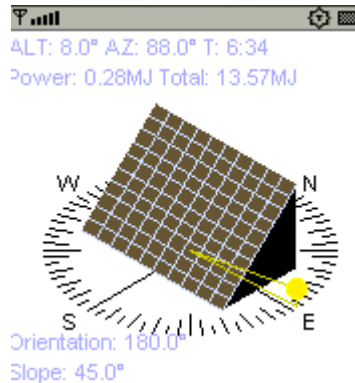 ALT: 8.0° AZ: 88.0° T: 6:34
Power: 0.28MJ Total: 13.57MJ
W N
S E
Orientation: 180.0°
Slope: 45.0°